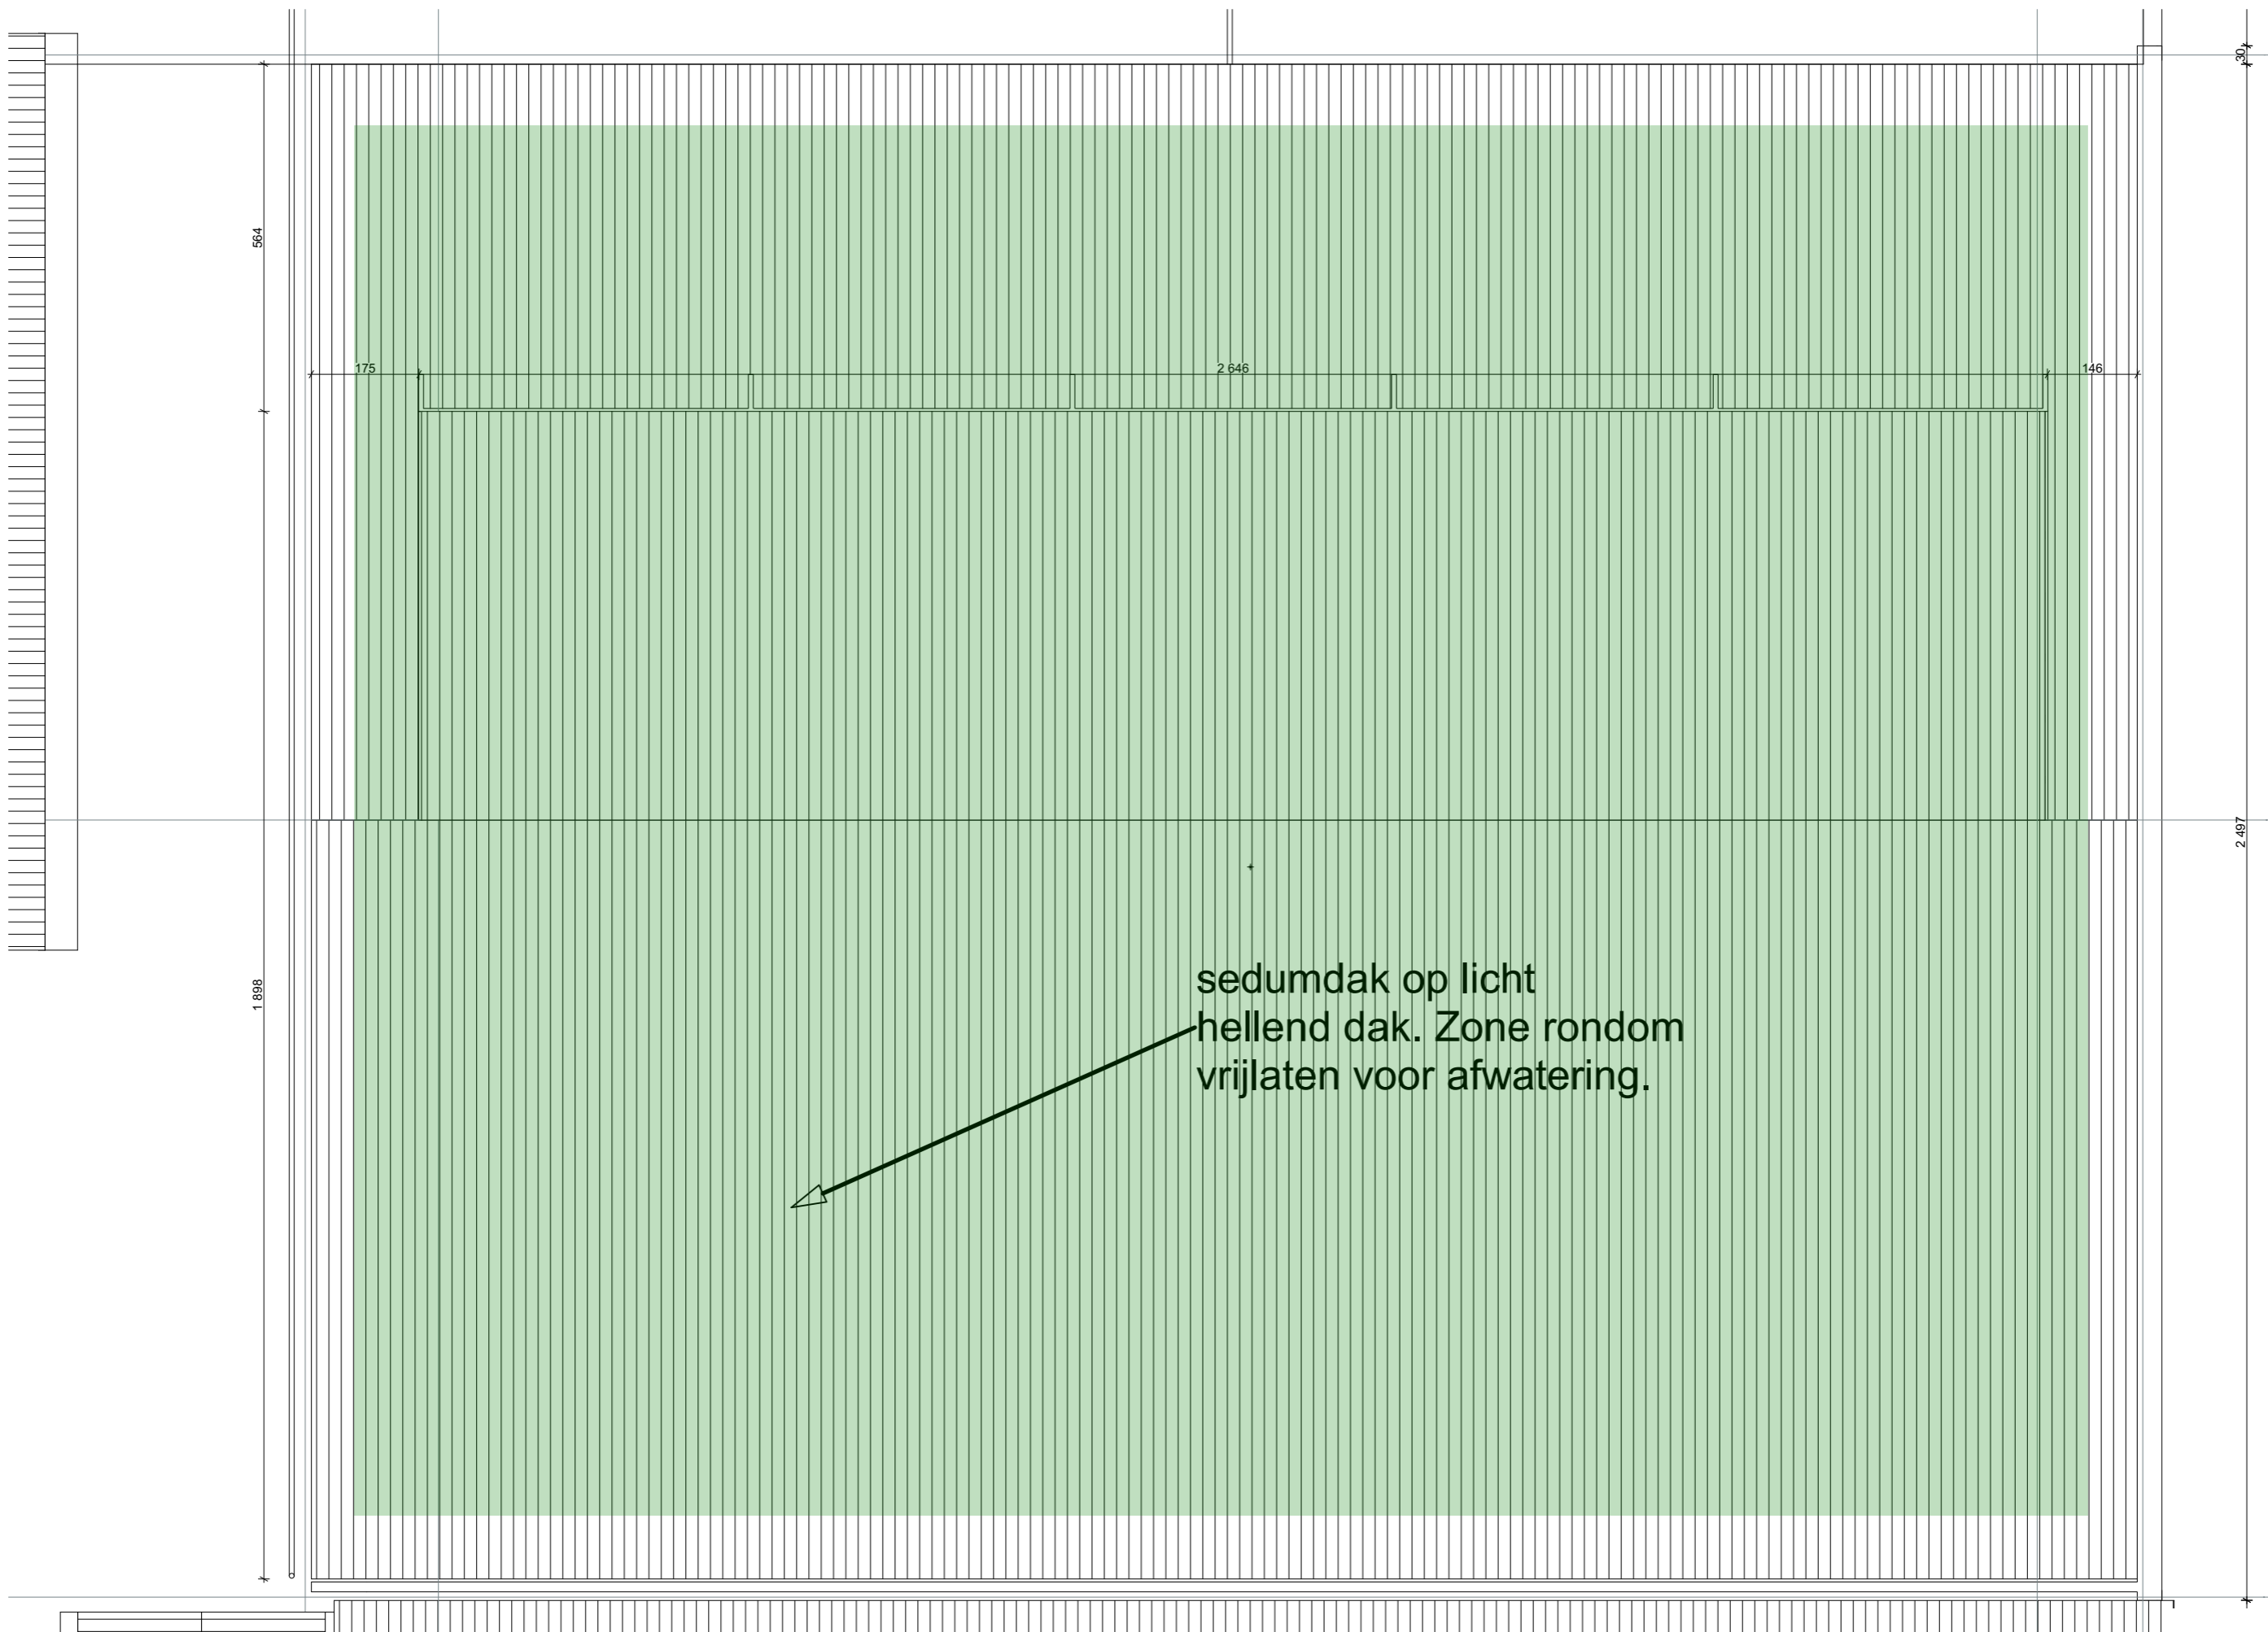 30
564
175
2 646
146
2 497
1 898
sedumdak op licht
hellend dak. Zone rondom
vrijlaten voor afwatering.